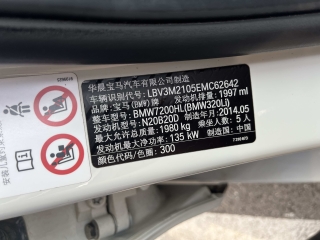 华晨宝马汽车有限公司制造
车辆识别代号: LBV3M2105EMC62642
品牌: 宝马(BMW)牌 发动机排量: 1997 ml
整车型号: BMW7200HL(BMW320Li)
发动机型号: N20B20D 制造年月: 2014.05
最大允许总质量: 1980 kg 乘坐人数: 5 人
发动机最大净功率: 135 kW 制造国: 中国
颜色代码/色畜: 300